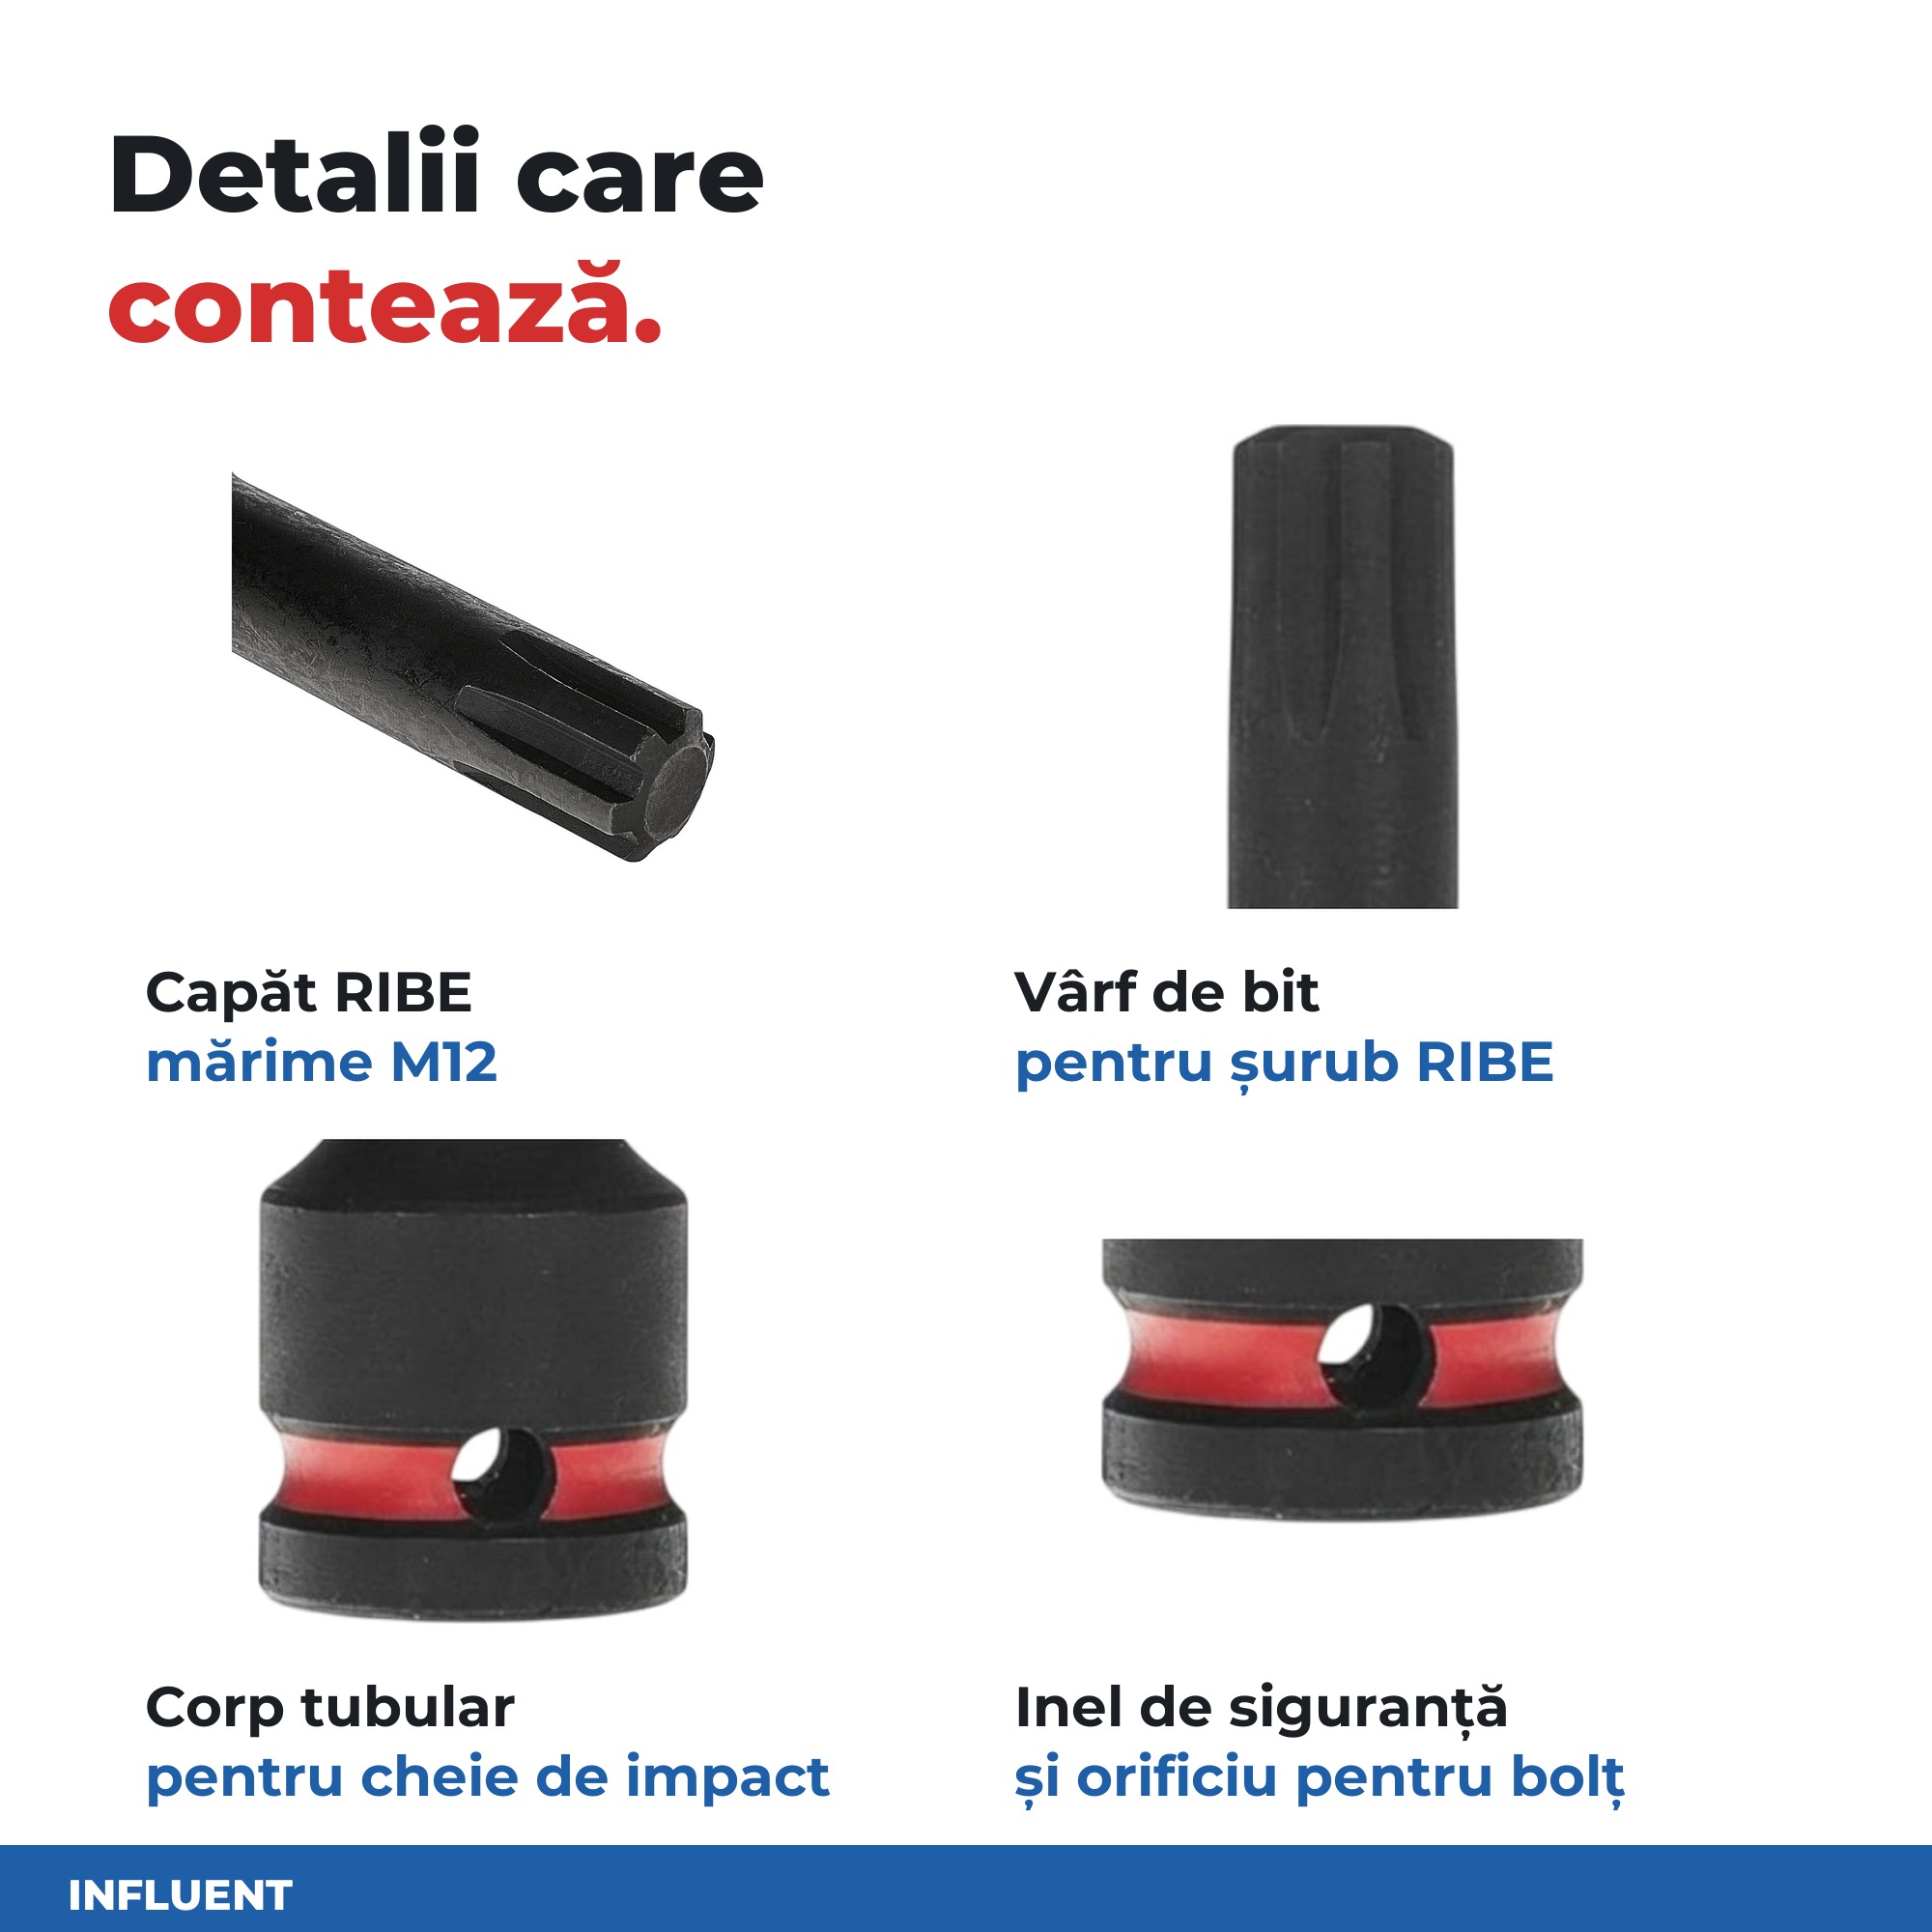 Detalii care
contează.
Capăt RIBE
mărime M12
Vârf de bit
pentru șurub RIBE
Corp tubular
pentru cheie de impact
Inel de siguranță
și orificiu pentru bolț
INFLUENT